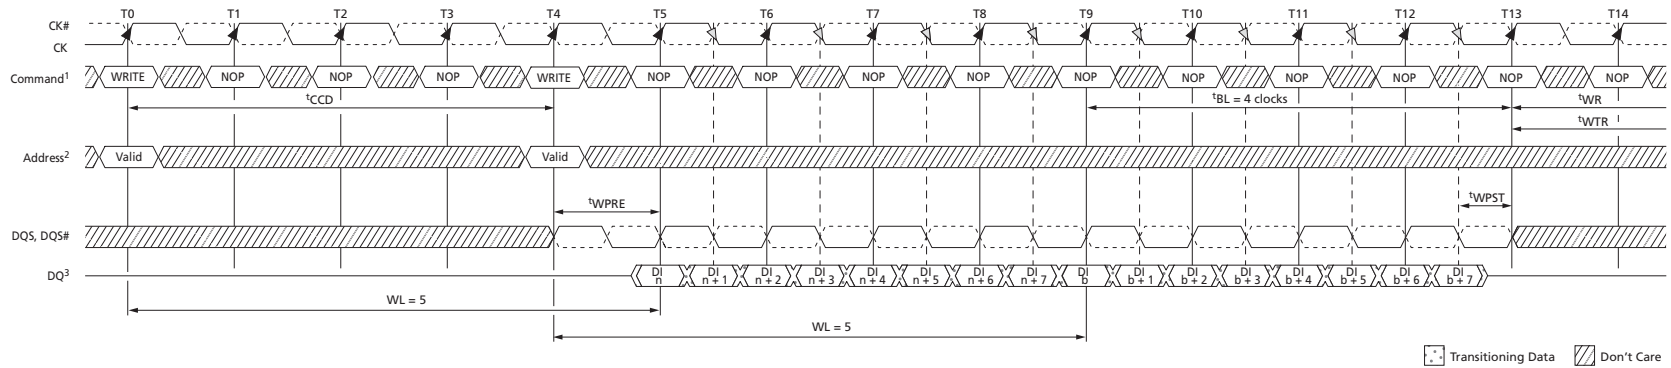 T0 T1 T2 T3 T4 T5 T6 T7 T8 T9 T10 T11 T12 T13 T14
CK#
CK
Command1 WRITE NOP NOP NOP WRITE NOP NOP NOP NOP NOP NOP NOP NOP NOP NOP
tCCD tBL = 4 clocks tWR
tWTR
Address2 Valid Valid
tWPRE tWPST
DQS, DQS#
DQ3 DI n DI n + 1 DI n + 2 DI n + 3 DI n + 4 DI n + 5 DI n + 6 DI n + 7 DI b DI b + 1 DI b + 2 DI b + 3 DI b + 4 DI b + 5 DI b + 6 DI b + 7
WL = 5
WL = 5
Transitioning Data Don't Care